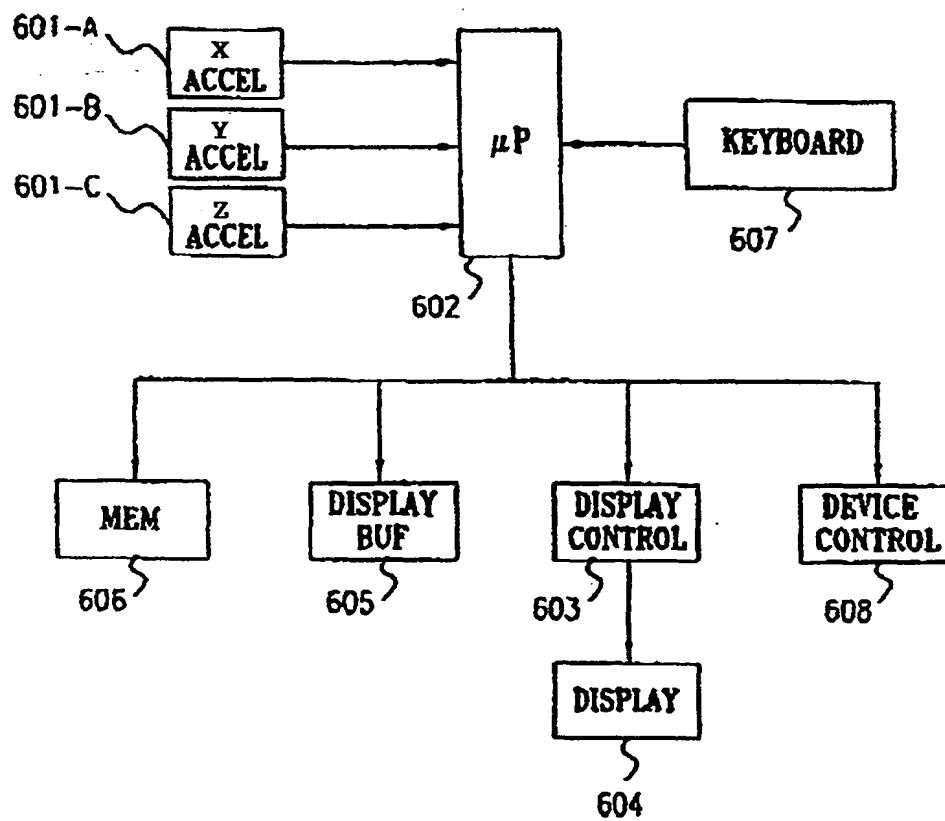 601-A
X
ACCEL
601-B
Y
ACCEL
601-C
Z
ACCEL
μP
602
KEYBOARD
607
MEM
606
DISPLAY
BUF
605
DISPLAY
CONTROL
603
DEVICE
CONTROL
608
DISPLAY
604